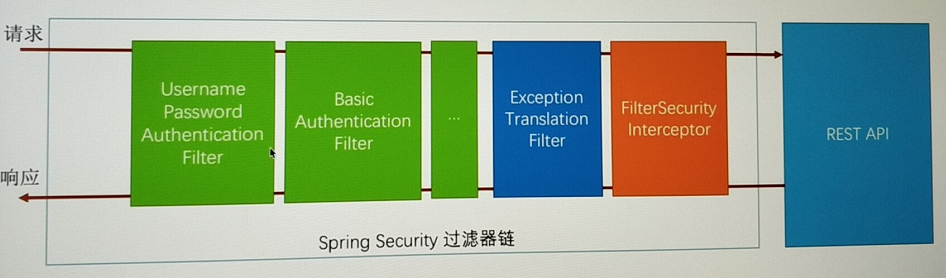 请求
Username
Password
Authentication
Filter
Basic
Authentication
Filter
...
Exception
Translation
Filter
FilterSecurity
Interceptor
REST API
响应
Spring Security 过滤器链